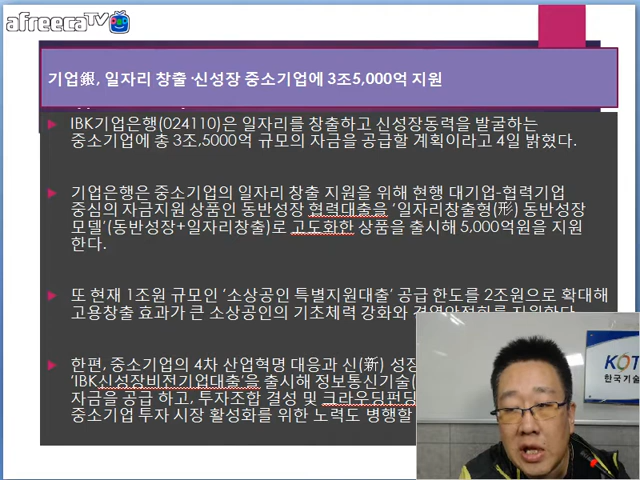 afreecaTV
기업銀, 일자리 창출·신성장 중소기업에 3조5,000억 지원
IBK기업은행(024110)은 일자리를 창출하고 신성장동력을 발굴하는
중소기업에 총 3조,5000억 규모의 자금을 공급할 계획이라고 4일 밝혔다.
기업은행은 중소기업의 일자리 창출 지원을 위해 현행 대기업-협력기업
중심의 자금지원 상품인 동반성장 협력대출을 '일자리창출형(形) 동반성장
모델'(동반성장+일자리창출)로 고도화한 상품을 출시해 5,000억원을 지원
한다.
또 현재 1조원 규모인 '소상공인 특별지원대출' 공급 한도를 2조원으로 확대해
고용창출 효과가 큰 소상공인의 기초체력 강화와 경영안정화를 지원한다.
한편, 중소기업의 4차 산업혁명 대응과 신(新) 성장
'IBK신성장비전기업대출'을 출시해 정보통신기술(
자금을 공급 하고, 투자조합 결성 및 크라우딩펀딩
중소기업 투자 시장 활성화를 위한 노력도 병행할
KOT
한국기술